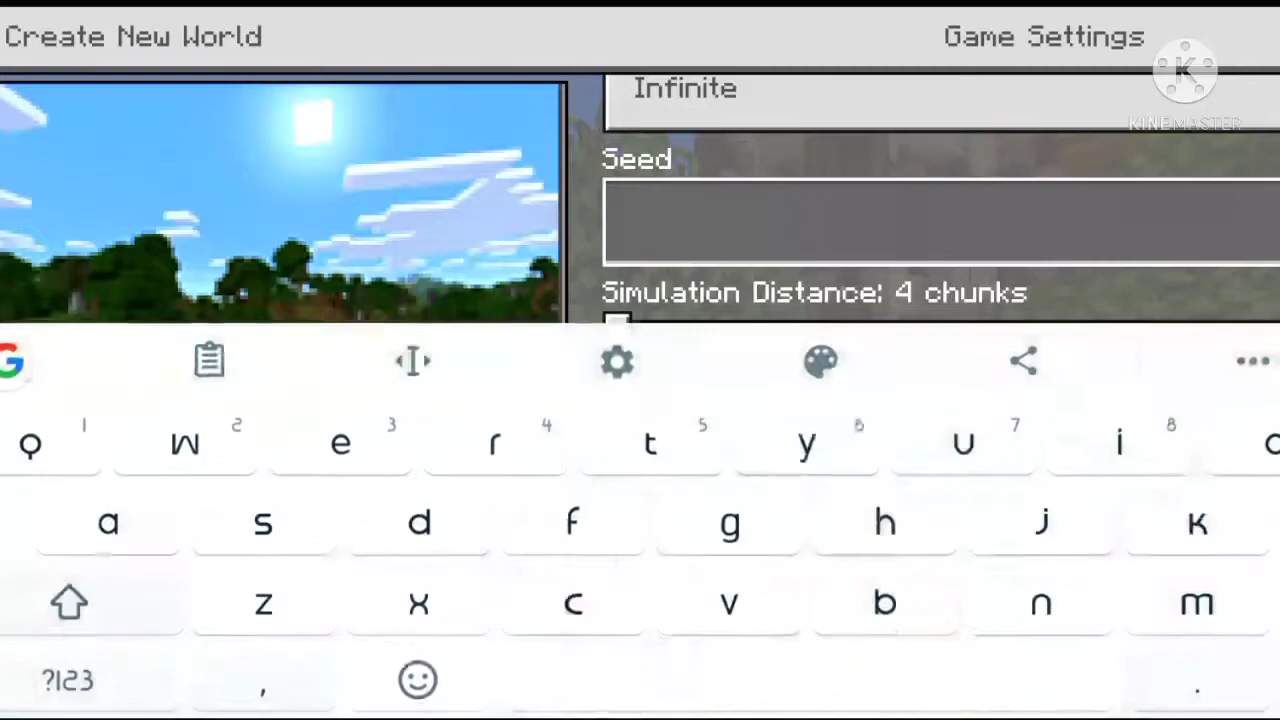 Create New World
Game Settings
K
KINEMASTER
Infinite
Seed
Simulation Distance: 4 chunks
G
1 2 3 4 5 6 7 8
q w e r t y u i o
a s d f g h j k
z x c v b n m
?123 , .